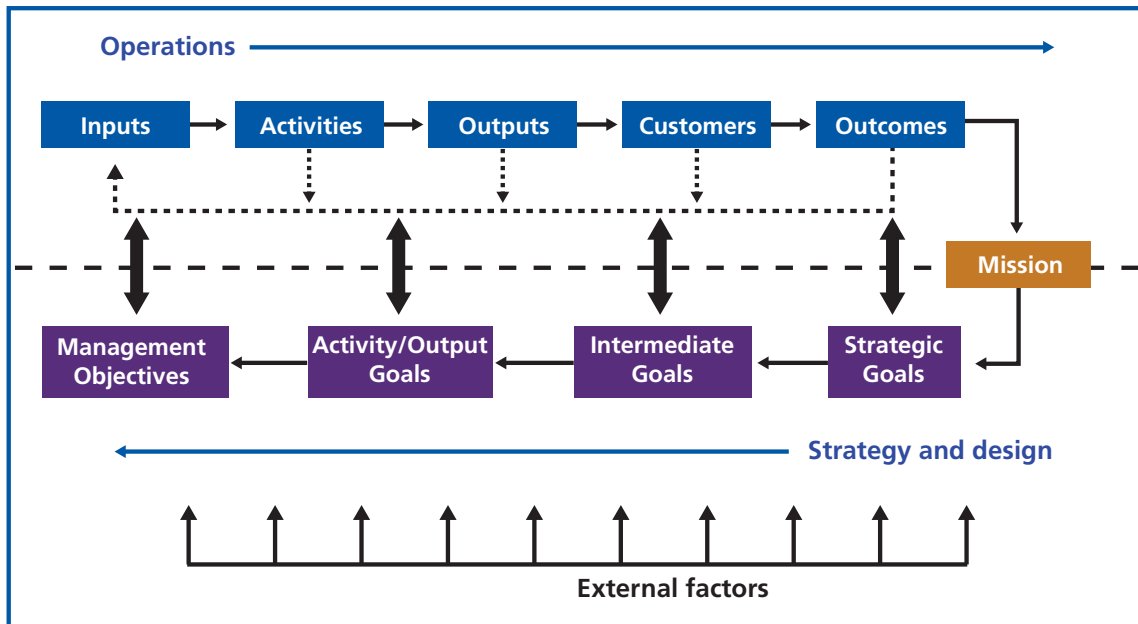 Operations
Inputs
Activities
Outputs
Customers
Outcomes
Mission
Management
Objectives
Activity/Output
Goals
Intermediate
Goals
Strategic
Goals
Strategy and design
External factors